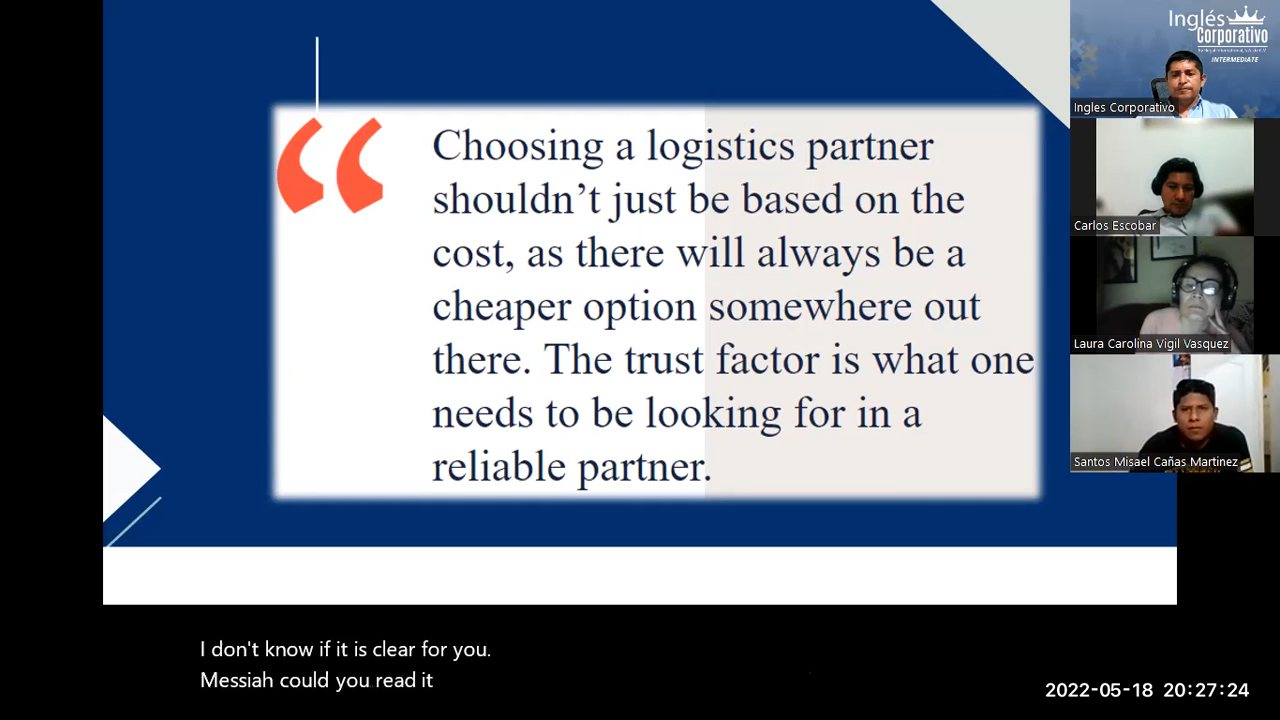 “
Choosing a logistics partner
shouldn’t just be based on the
cost, as there will always be a
cheaper option somewhere out
there. The trust factor is what one
needs to be looking for in a
reliable partner.
Inglés
Corporativo
INTERMEDIATE
Ingles Corporativo
Carlos Escobar
Laura Carolina Vigil Vasquez
Santos Misael Cañas Martinez
I don't know if it is clear for you.
Messiah could you read it
2022-05-18 20:27:24